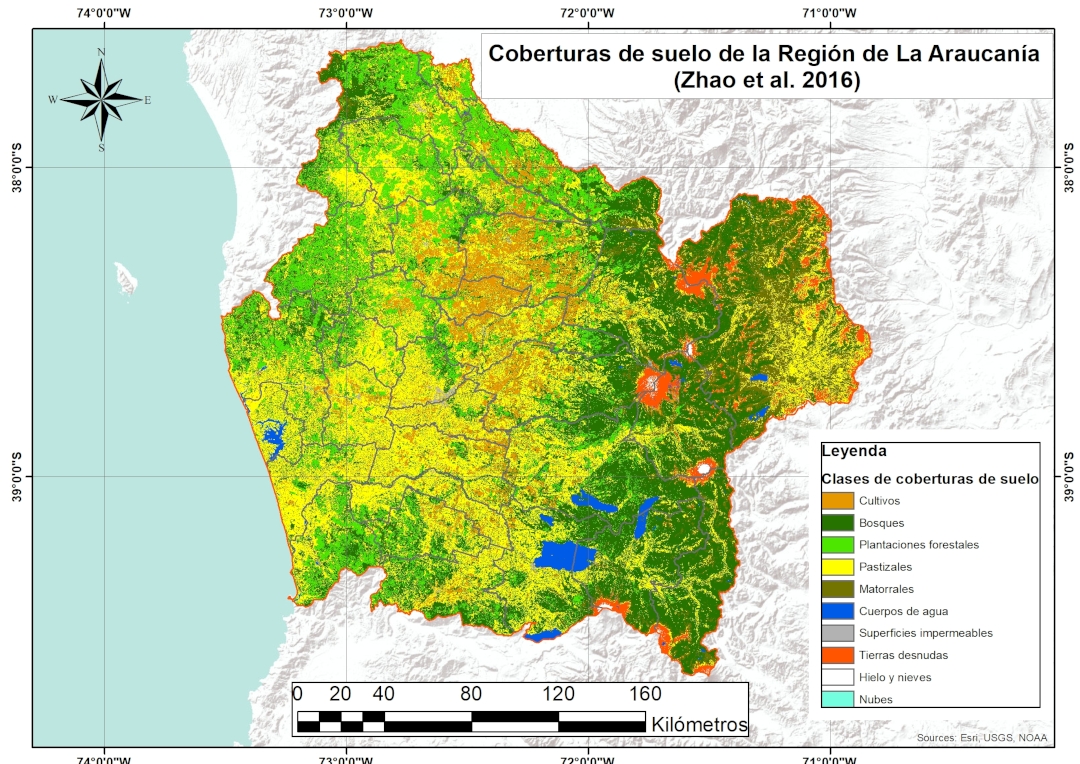 74°0'0"W
73°0'0"W
72°0'0"W
71°0'0"W
Coberturas de suelo de la Región de La Araucanía
(Zhao et al. 2016)
N
W
E
S
38°0'0"S
38°0'0"S
39°0'0"S
39°0'0"S
Leyenda
Clases de coberturas de suelo
Cultivos
Bosques
Plantaciones forestales
Pastizales
Matorrales
Cuerpos de agua
Superficies impermeables
Tierras desnudas
Hielo y nieves
Nubes
0 20 40 80 120 160
Kilómetros
Sources: Esri, USGS, NOAA
74°0'0"W
73°0'0"W
72°0'0"W
71°0'0"W